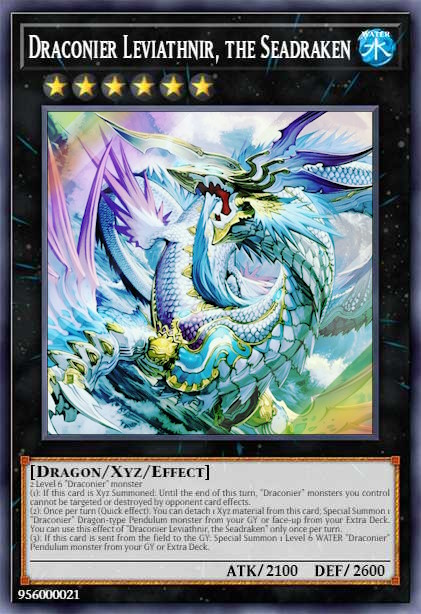 Draconier Leviathnir, the Seadraken
WATER
水
[Dragon/Xyz/Effect]
2 Level 6 "Draconier" monster
(1): If this card is Xyz Summoned: Until the end of this turn, "Draconier" monsters you control
cannot be targeted or destroyed by opponent card effects.
(2): Once per turn (Quick effect): You can detach 1 Xyz material from this card; Special Summon 1
"Draconier" Dragon-type Pendulum monster from your GY or face-up from your Extra Deck.
You can use this effect of "Draconier Leviathnir, the Seadraken" only once per turn.
(3): If this card is sent from the field to the GY: Special Summon 1 Level 6 WATER "Draconier"
Pendulum monster from your GY or Extra Deck.
ATK/2100 DEF/2600
956000021